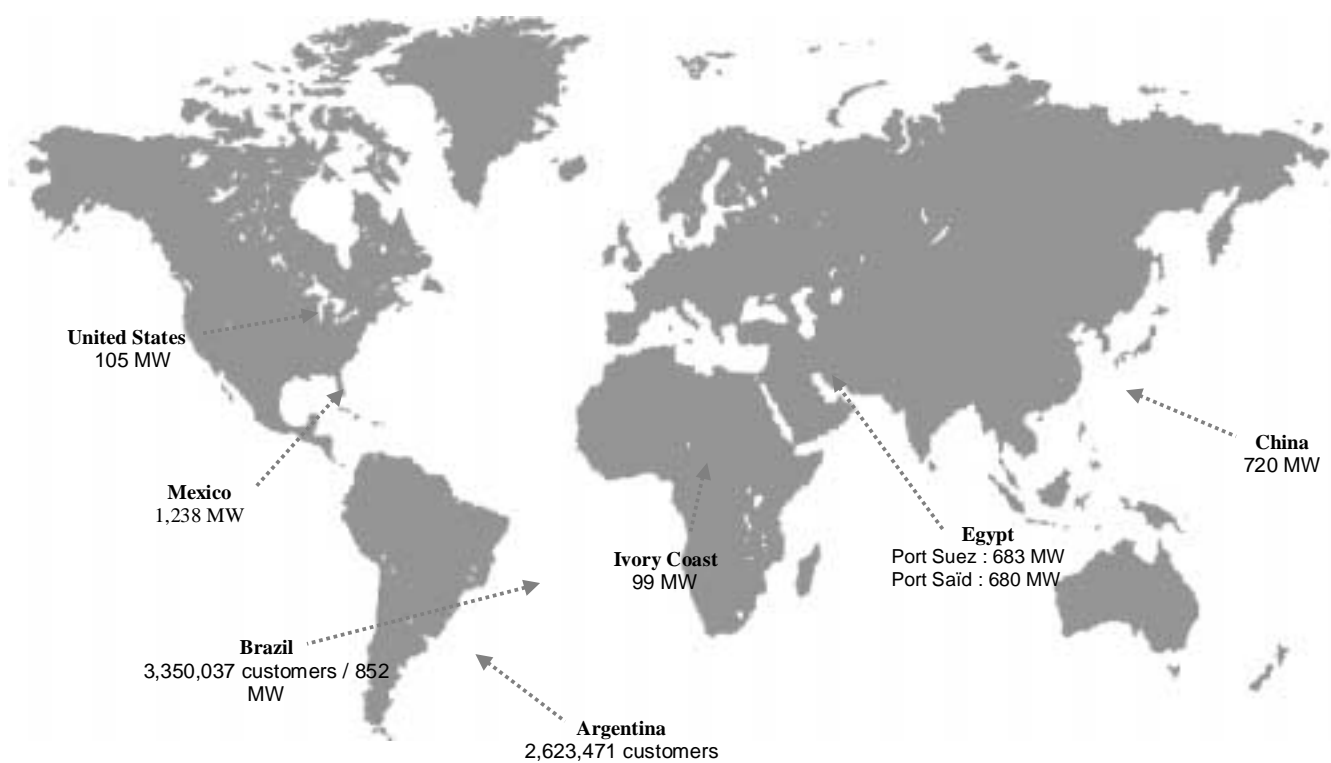 United States
105 MW
China
720 MW
Mexico
1,238 MW
Egypt
Port Suez : 683 MW
Port Saïd : 680 MW
Ivory Coast
99 MW
Brazil
3,350,037 customers / 852
MW
Argentina
2,623,471 customers